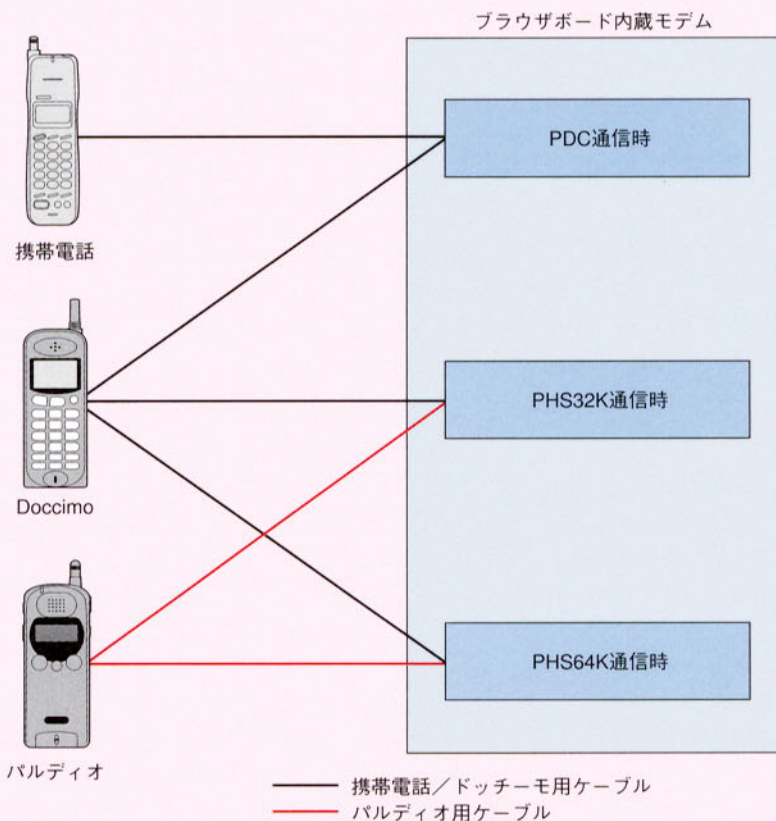 ブラウザボード内蔵モデム
PDC通信時
携帯電話
PHS32K通信時
Doccimo
PHS64K通信時
パルディオ
携帯電話／ドッチーモ用ケーブル
パルディオ用ケーブル